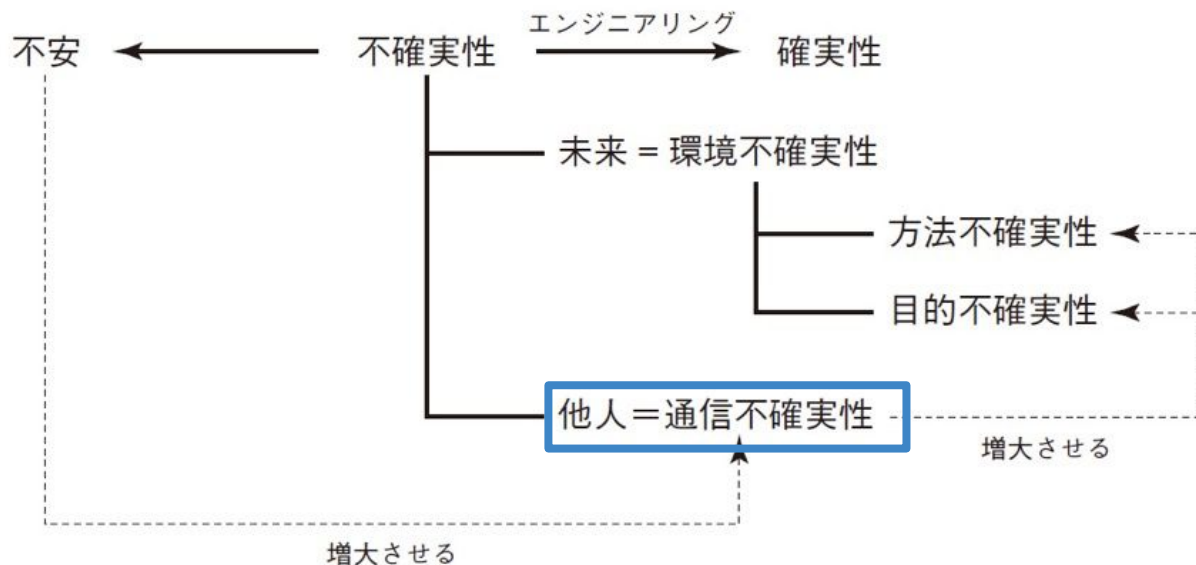 エンジニアリング
不安
不確実性
確実性
未来=環境不確実性
方法不確実性
目的不確実性
他人=通信不確実性
増大させる
増大させる